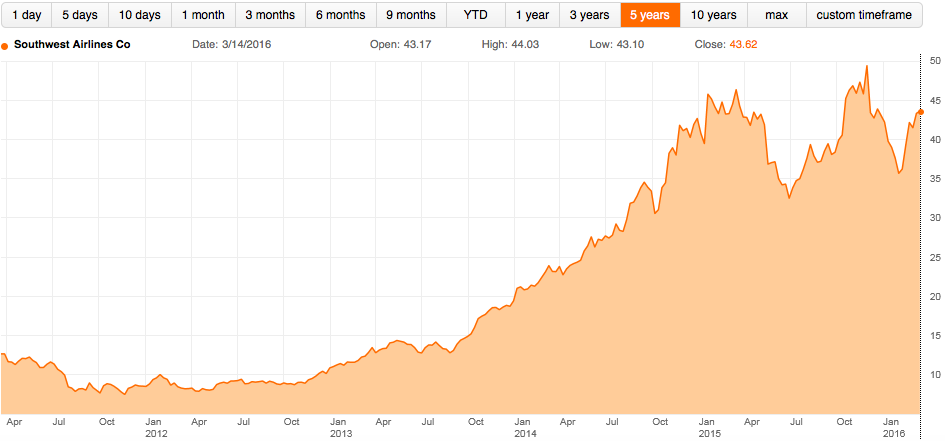 1 day 5 days 10 days 1 month 3 months 6 months 9 months YTD 1 year 3 years 5 years 10 years max custom timeframe
Southwest Airlines Co Date: 3/14/2016 Open: 43.17 High: 44.03 Low: 43.10 Close: 43.62
50
45
40
35
30
25
20
15
10
Apr Jul Oct Jan Apr Jul Oct Jan Apr Jul Oct Jan Apr Jul Oct Jan Apr Jul Oct Jan
2012 2013 2014 2015 2016